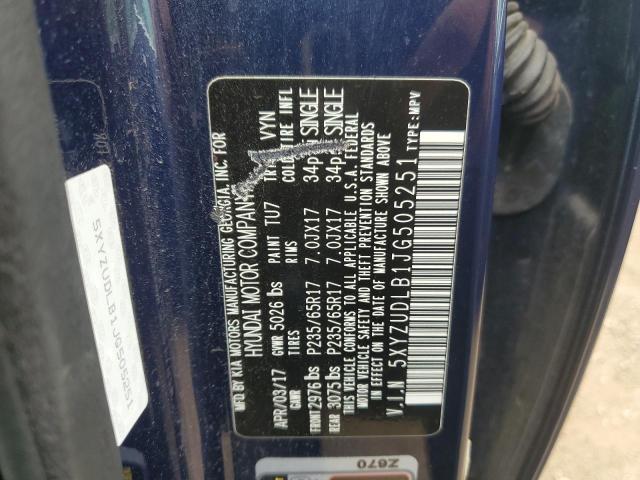 BY KIA MOTORS MANUFACTURING GEORGIA, INC. FOR
HYUNDAI MOTOR COMPANY
APR/03/17 GVWR 5026 lbs PAINT TU7 VYN
GAWR TIRES RIMS COLD TIRE INFL
FRONT 2976 lbs P235/65R17 7.0JX17 SINGLE
REAR 3075 lbs P235/65R17 7.0JX17 SINGLE
THIS VEHICLE CONFORMS TO ALL APPLICABLE U.S.A. FEDERAL
MOTOR VEHICLE SAFETY AND THEFT PREVENTION STANDARDS
IN EFFECT ON THE DATE OF MANUFACTURE SHOWN ABOVE
V.I.N 5XYZUDLB1JG505251 TYPE: MPV
5XYZUDLB1JG505251
Z670